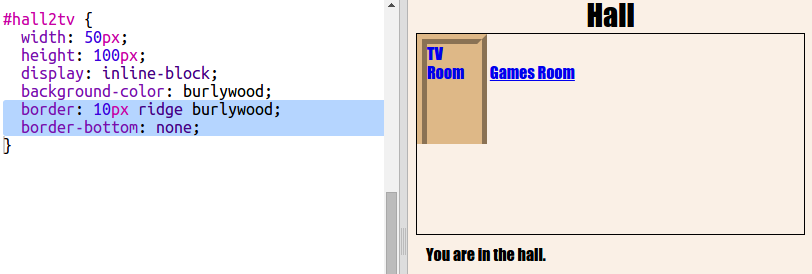 #hall2tv {
width: 50px;
height: 100px;
display: inline-block;
background-color: burlywood;
border: 10px ridge burlywood;
border-bottom: none;
}
Hall
TV
Room
Games Room
You are in the hall.